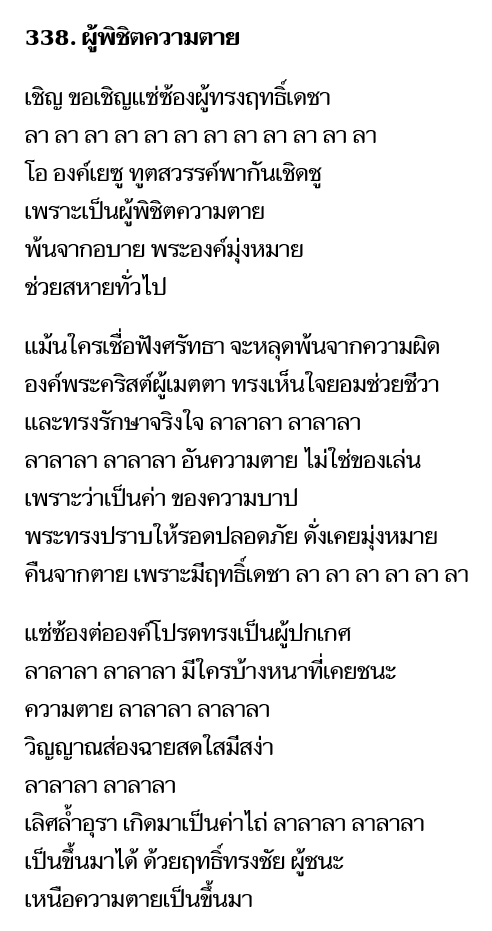 338. ผู้พิชิตความตาย
เชิญ ขอเชิญแซ่ซ้องผู้ทรงฤทธิ์เดชา
ลา ลา ลา ลา ลา ลา ลา ลา ลา ลา ลา ลา
โอ องค์เยซู ทูตสวรรค์พากันเชิดชู
เพราะเป็นผู้พิชิตความตาย
พ้นจากอบาย พระองค์มุ่งหมาย
ช่วยสหายทั่วไป
แม้นใครเชื่อฟังศรัทธา จะหลุดพ้นจากความผิด
องค์พระคริสต์ผู้เมตตา ทรงเห็นใจยอมช่วยชีวา
และทรงรักษาจริงใจ ลาลาลา ลาลาลา
ลาลาลา ลาลาลา อันความตาย ไม่ใช่ของเล่น
เพราะว่าเป็นค่า ของความบาป
พระทรงปราบให้รอดปลอดภัย ดั่งเคยมุ่งหมาย
คืนจากตาย เพราะมีฤทธิ์เดชา ลา ลา ลา ลา ลา ลา
แซ่ซ้องต่อองค์โปรดทรงเป็นผู้ปกเกศ
ลาลาลา ลาลาลา มีใครบ้างหนาที่เคยชนะ
ความตาย ลาลาลา ลาลาลา
วิญญาณส่องฉายสดใสมีสง่า
ลาลาลา ลาลาลา
เลิศล้ำอุรา เกิดมาเป็นค่าไถ่ ลาลาลา ลาลาลา
เป็นขึ้นมาได้ ด้วยฤทธิ์ทรงชัย ผู้ชนะ
เหนือความตายเป็นขึ้นมา